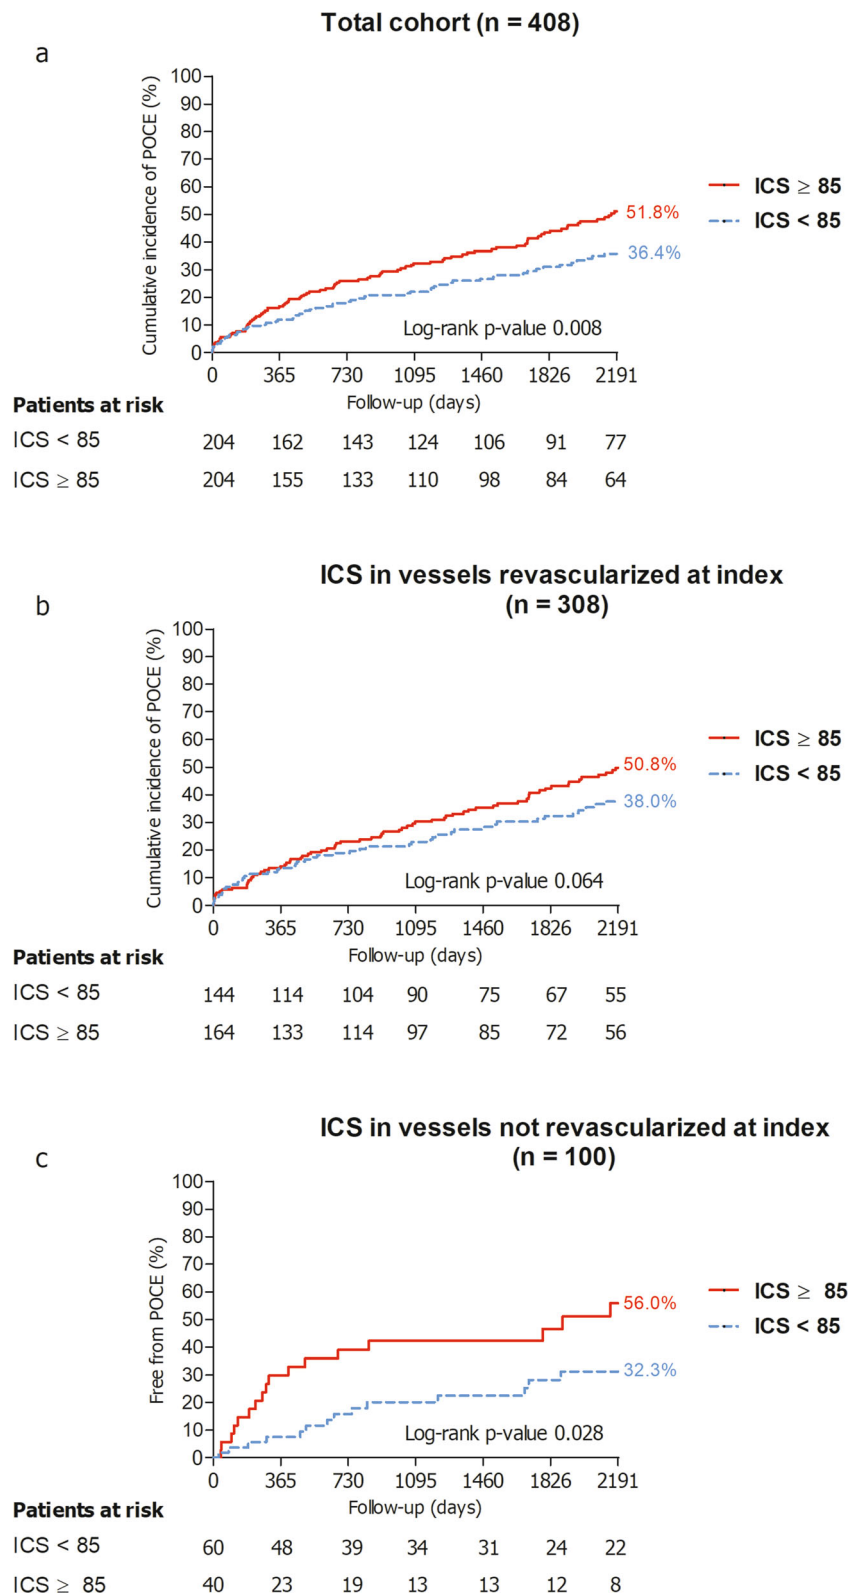 Total cohort (n = 408)
a
Cumulative incidence of POCE (%)
100
90
80
70
60
50
40
30
20
10
0
51.8%
36.4%
ICS ≥ 85
ICS < 85
Log-rank p-value 0.008
0 365 730 1095 1460 1826 2191
Follow-up (days)
Patients at risk
ICS < 85 204 162 143 124 106 91 77
ICS ≥ 85 204 155 133 110 98 84 64
ICS in vessels revascularized at index
(n = 308)
b
Cumulative incidence of POCE (%)
100
90
80
70
60
50
40
30
20
10
0
50.8%
38.0%
ICS ≥ 85
ICS < 85
Log-rank p-value 0.064
0 365 730 1095 1460 1826 2191
Follow-up (days)
Patients at risk
ICS < 85 144 114 104 90 75 67 55
ICS ≥ 85 164 133 114 97 85 72 56
ICS in vessels not revascularized at index
(n = 100)
c
Free from POCE (%)
100
90
80
70
60
50
40
30
20
10
0
56.0%
32.3%
ICS ≥ 85
ICS < 85
Log-rank p-value 0.028
0 365 730 1095 1460 1826 2191
Follow-up (days)
Patients at risk
ICS < 85 60 48 39 34 31 24 22
ICS ≥ 85 40 23 19 13 13 12 8